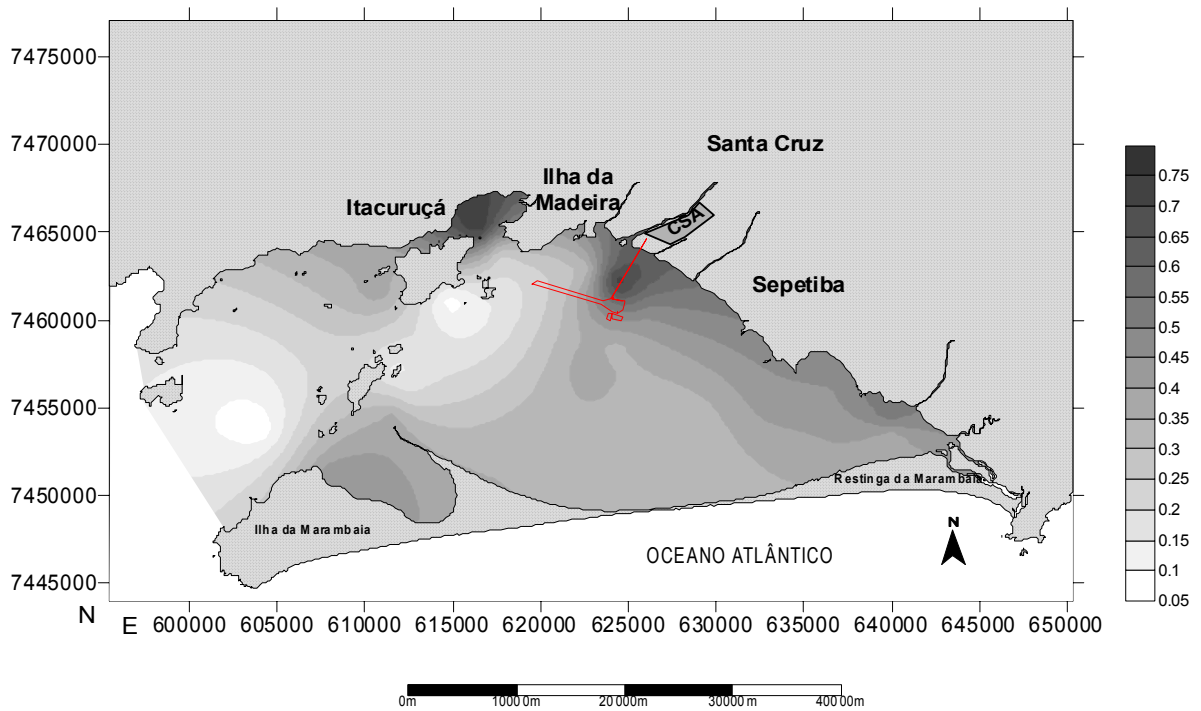 7475000
7470000
7465000
7460000
7455000
7450000
7445000
N
E
600000 605000 610000 615000 620000 625000 630000 635000 640000 645000 650000
Santa Cruz
Ilha da
Madeira
Itacuruçá
CSA
Sepetiba
Restinga da Marambaia
Ilha da Marambaia
N
OCEANO ATLÂNTICO
0.75
0.7
0.65
0.6
0.55
0.5
0.45
0.4
0.35
0.3
0.25
0.2
0.15
0.1
0.05
0m 10000m 20000m 30000m 40000m